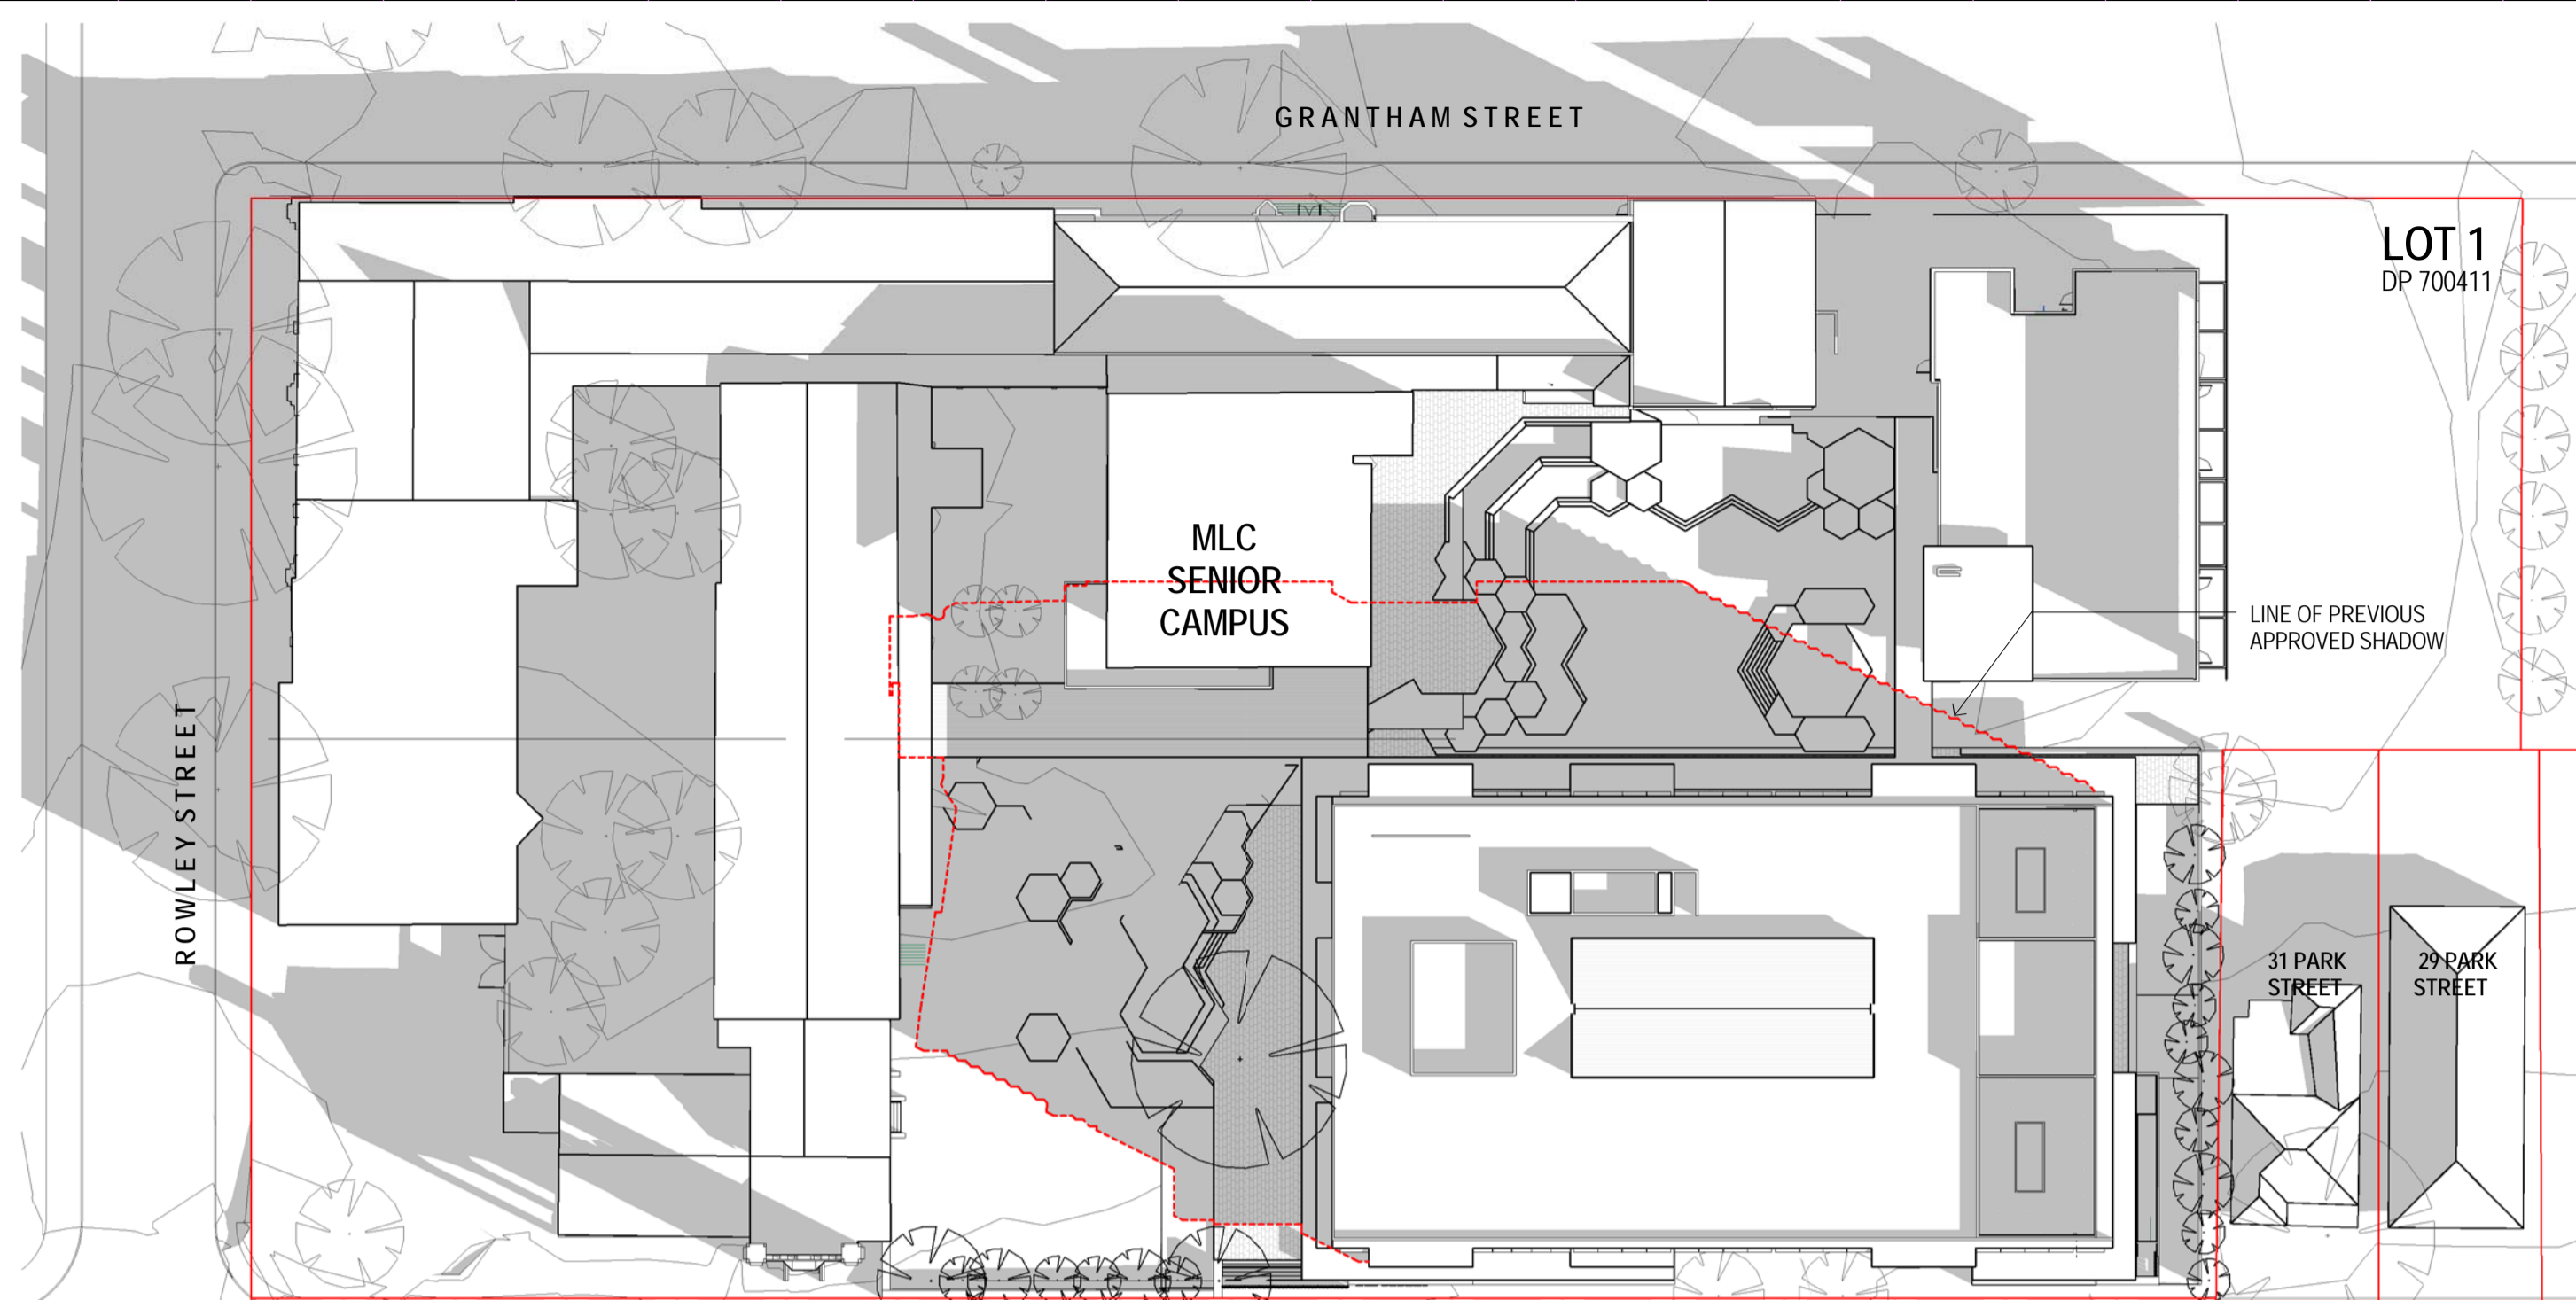 GRANTHAM STREET
LOT 1
DP 700411
MLC
SENIOR
CAMPUS
LINE OF PREVIOUS
APPROVED SHADOW
ROWLEY STREET
31 PARK
STREET
29 PARK
STREET